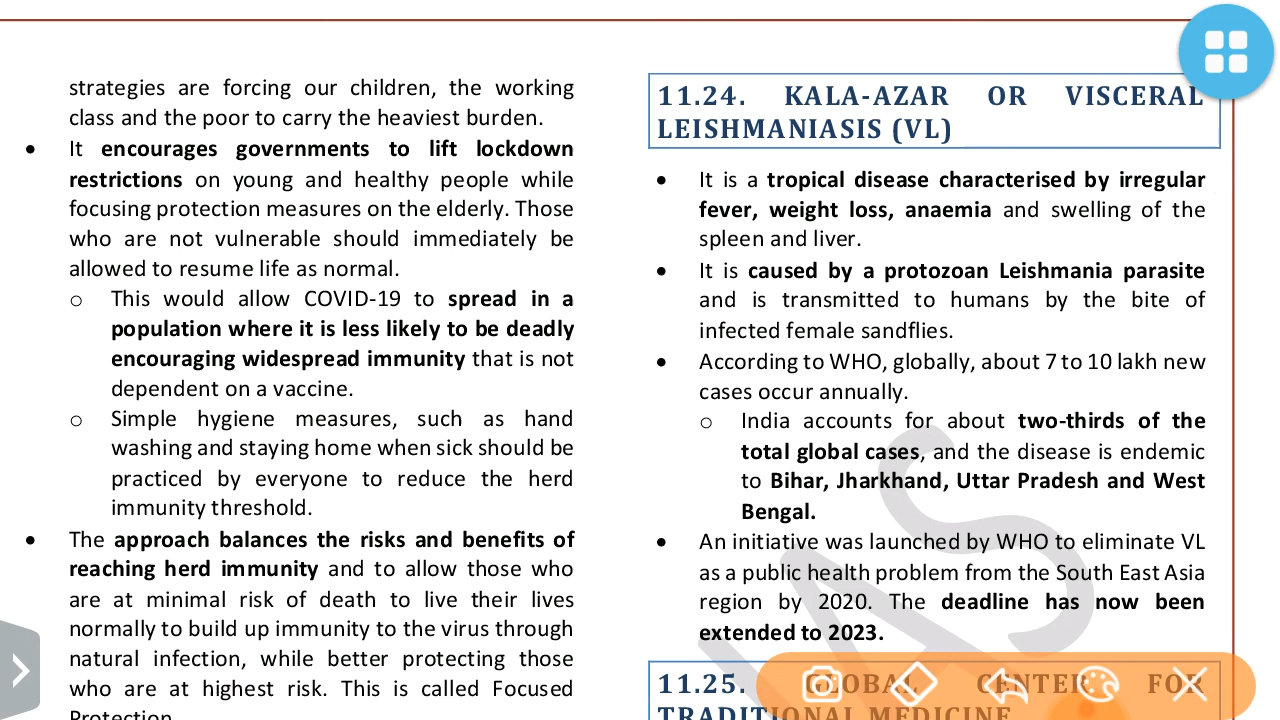 strategies are forcing our children, the working
class and the poor to carry the heaviest burden.
• It encourages governments to lift lockdown
restrictions on young and healthy people while
focusing protection measures on the elderly. Those
who are not vulnerable should immediately be
allowed to resume life as normal.
o This would allow COVID-19 to spread in a
population where it is less likely to be deadly
encouraging widespread immunity that is not
dependent on a vaccine.
o Simple hygiene measures, such as hand
washing and staying home when sick should be
practiced by everyone to reduce the herd
immunity threshold.
• The approach balances the risks and benefits of
reaching herd immunity and to allow those who
are at minimal risk of death to live their lives
normally to build up immunity to the virus through
natural infection, while better protecting those
who are at highest risk. This is called Focused
Protection
11.24. KALA-AZAR OR VISCERAL
LEISHMANIASIS (VL)
• It is a tropical disease characterised by irregular
fever, weight loss, anaemia and swelling of the
spleen and liver.
• It is caused by a protozoan Leishmania parasite
and is transmitted to humans by the bite of
infected female sandflies.
• According to WHO, globally, about 7 to 10 lakh new
cases occur annually.
o India accounts for about two-thirds of the
total global cases, and the disease is endemic
to Bihar, Jharkhand, Uttar Pradesh and West
Bengal.
• An initiative was launched by WHO to eliminate VL
as a public health problem from the South East Asia
region by 2020. The deadline has now been
extended to 2023.
11.25. GLOBAL CENTER FOR
TRADITIONAL MEDICINE